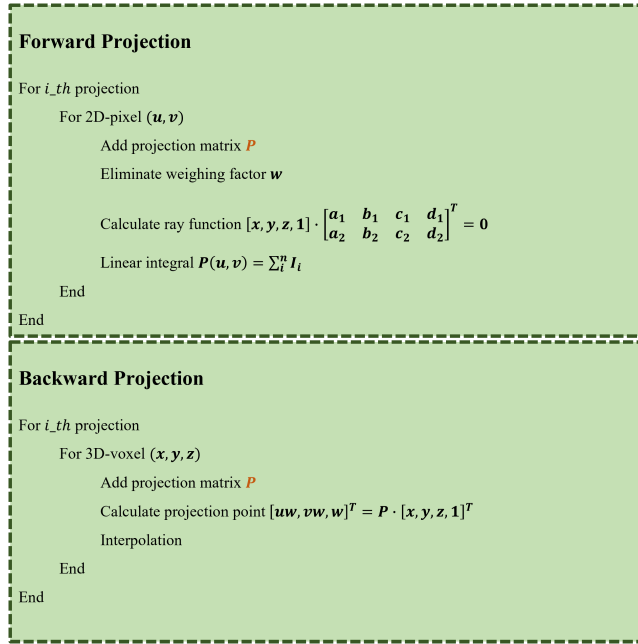 Forward Projection
For i_th projection
For 2D-pixel (u, v)
Add projection matrix P
Eliminate weighing factor w
Calculate ray function [x, y, z, 1] · [a₁ b₁ c₁ d₁; a₂ b₂ c₂ d₂]ᵀ = 0
Linear integral P(u, v) = ∑ᵢⁿ Iᵢ
End
End
Backward Projection
For i_th projection
For 3D-voxel (x, y, z)
Add projection matrix P
Calculate projection point [uw, vw, w]ᵀ = P · [x, y, z, 1]ᵀ
Interpolation
End
End